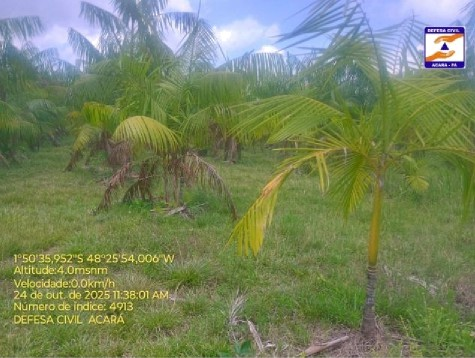 DEFESA CIVIL
ACARÁ - PA
1°50'35,952"S 48°25'54,006"W
Altitude:4.0msnm
Velocidade:0.0km/h
24 de out. de 2025 11:38:01 AM
Número de índice: 4913
DEFESA CIVIL ACARÁ